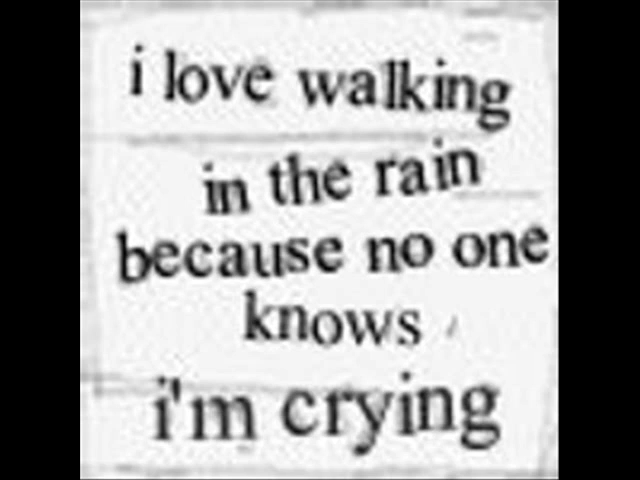 i love walking
in the rain
because no one
knows
i'm crying